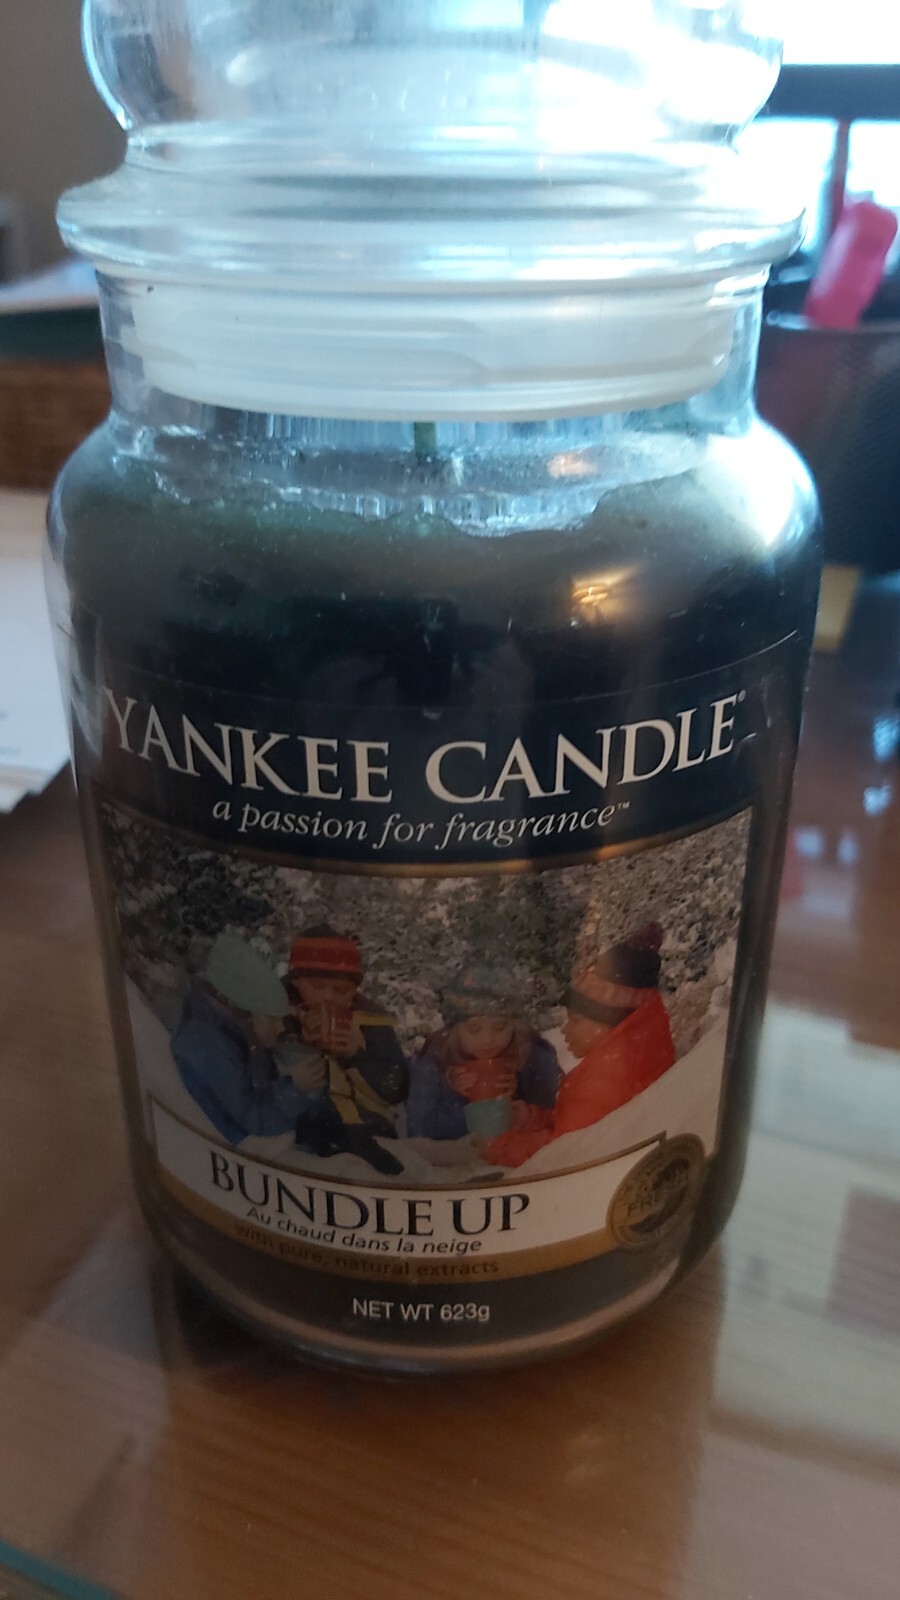 YANKEE CANDLE®
a passion for fragrance™
BUNDLE UP
Au chaud dans la neige
with pure, natural extracts
FRESH
NET WT 623g